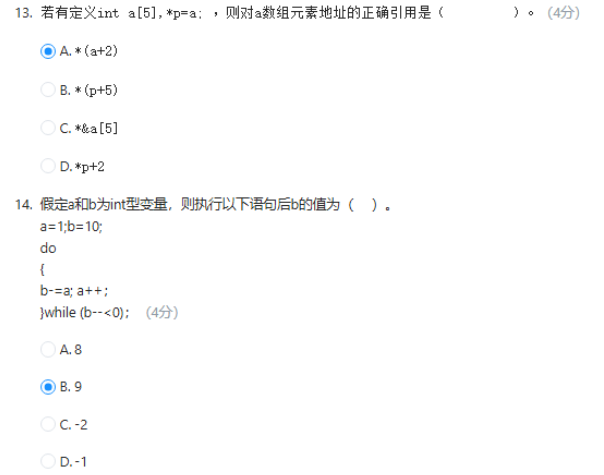 13. 若有定义int a[5],*p=a; ，则对a数组元素地址的正确引用是（ ）。 (4分)
A. *(a+2)
B. *(p+5)
C. *&a[5]
D. *p+2
14. 假定a和b为int型变量，则执行以下语句后b的值为（ ）。
a=1;b=10;
do
{
b-=a; a++;
}while (b--<0); (4分)
A. 8
B. 9
C. -2
D. -1